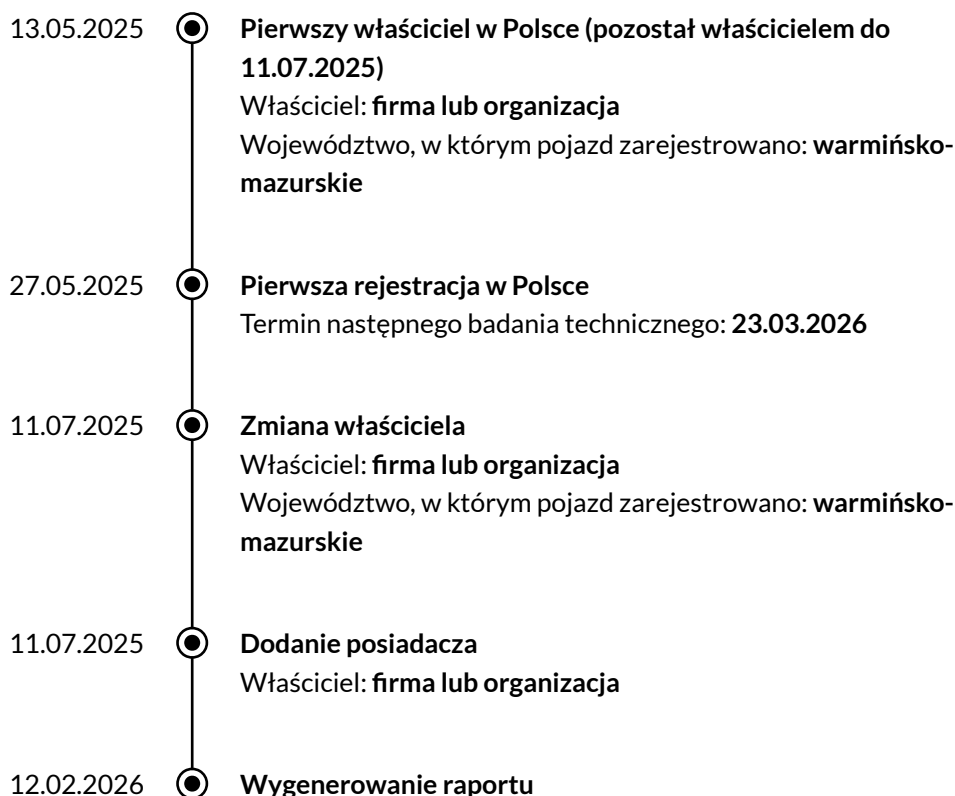 13.05.2025 Pierwszy właściciel w Polsce (pozostał właścicielem do
11.07.2025)
Właściciel: firma lub organizacja
Województwo, w którym pojazd zarejestrowano: warmińsko-
mazurskie
27.05.2025 Pierwsza rejestracja w Polsce
Termin następnego badania technicznego: 23.03.2026
11.07.2025 Zmiana właściciela
Właściciel: firma lub organizacja
Województwo, w którym pojazd zarejestrowano: warmińsko-
mazurskie
11.07.2025 Dodanie posiadacza
Właściciel: firma lub organizacja
12.02.2026 Wygenerowanie raportu